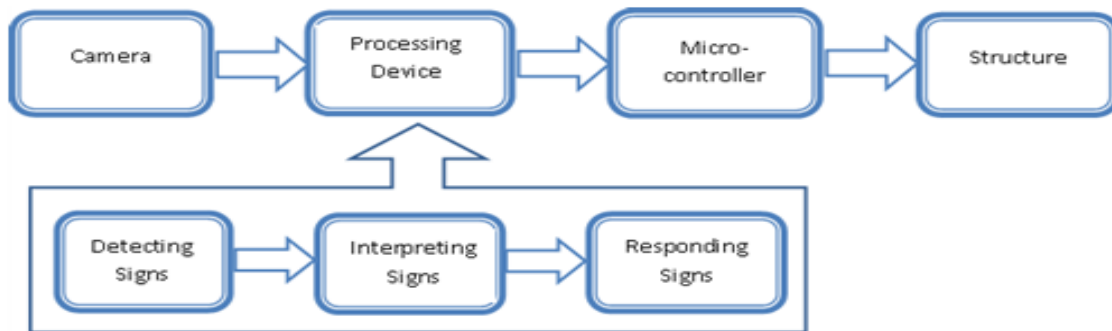 Camera
Processing
Device
Micro-
controller
Structure
Detecting
Signs
Interpreting
Signs
Responding
Signs